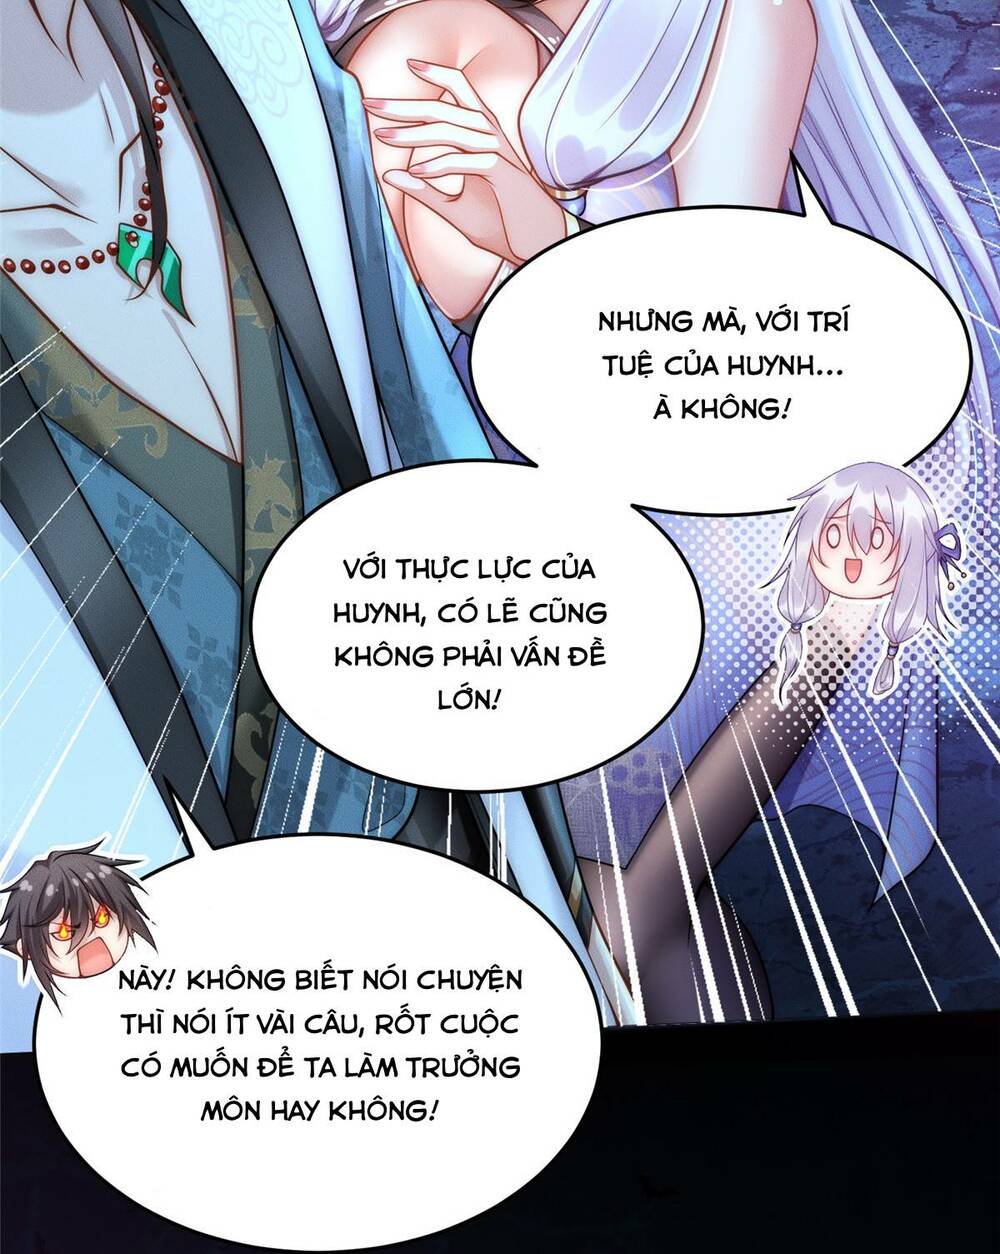 NHƯNG MÀ, VỚI TRÍ
TUỆ CỦA HUYNH...
À KHÔNG!
VỚI THỰC LỰC CỦA
HUYNH, CÓ LẼ CŨNG
KHÔNG PHẢI VẤN ĐỀ
LỚN!
NÀY! KHÔNG BIẾT NÓI CHUYỆN
THÌ NÓI ÍT VÀI CÂU, RỐT CUỘC
CÓ MUỐN ĐỂ TA LÀM TRƯỞNG
MÔN HAY KHÔNG!